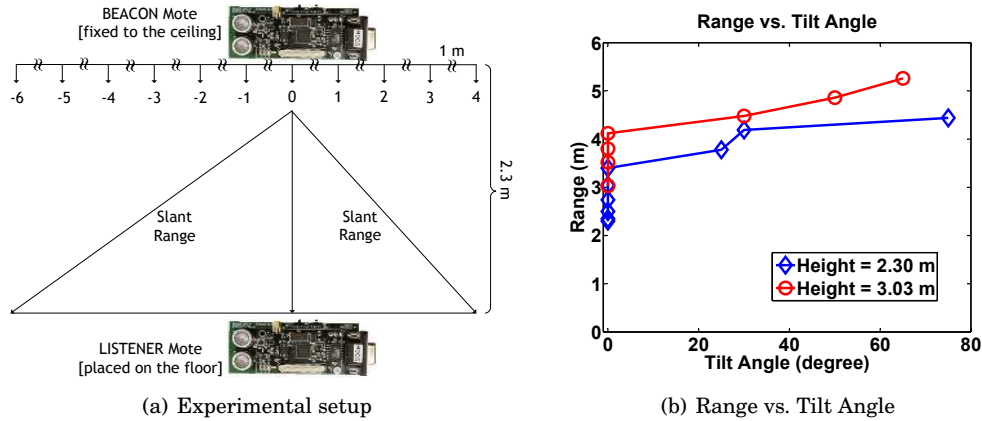 BEACON Mote
[fixed to the ceiling]
1 m
-6 -5 -4 -3 -2 -1 0 1 2 3 4
2.3 m
Slant
Range
Slant
Range
LISTENER Mote
[placed on the floor]
(a) Experimental setup
Range vs. Tilt Angle
6
5
4
3
2
1
0
Range (m)
Height = 2.30 m
Height = 3.03 m
0 20 40 60 80
Tilt Angle (degree)
(b) Range vs. Tilt Angle